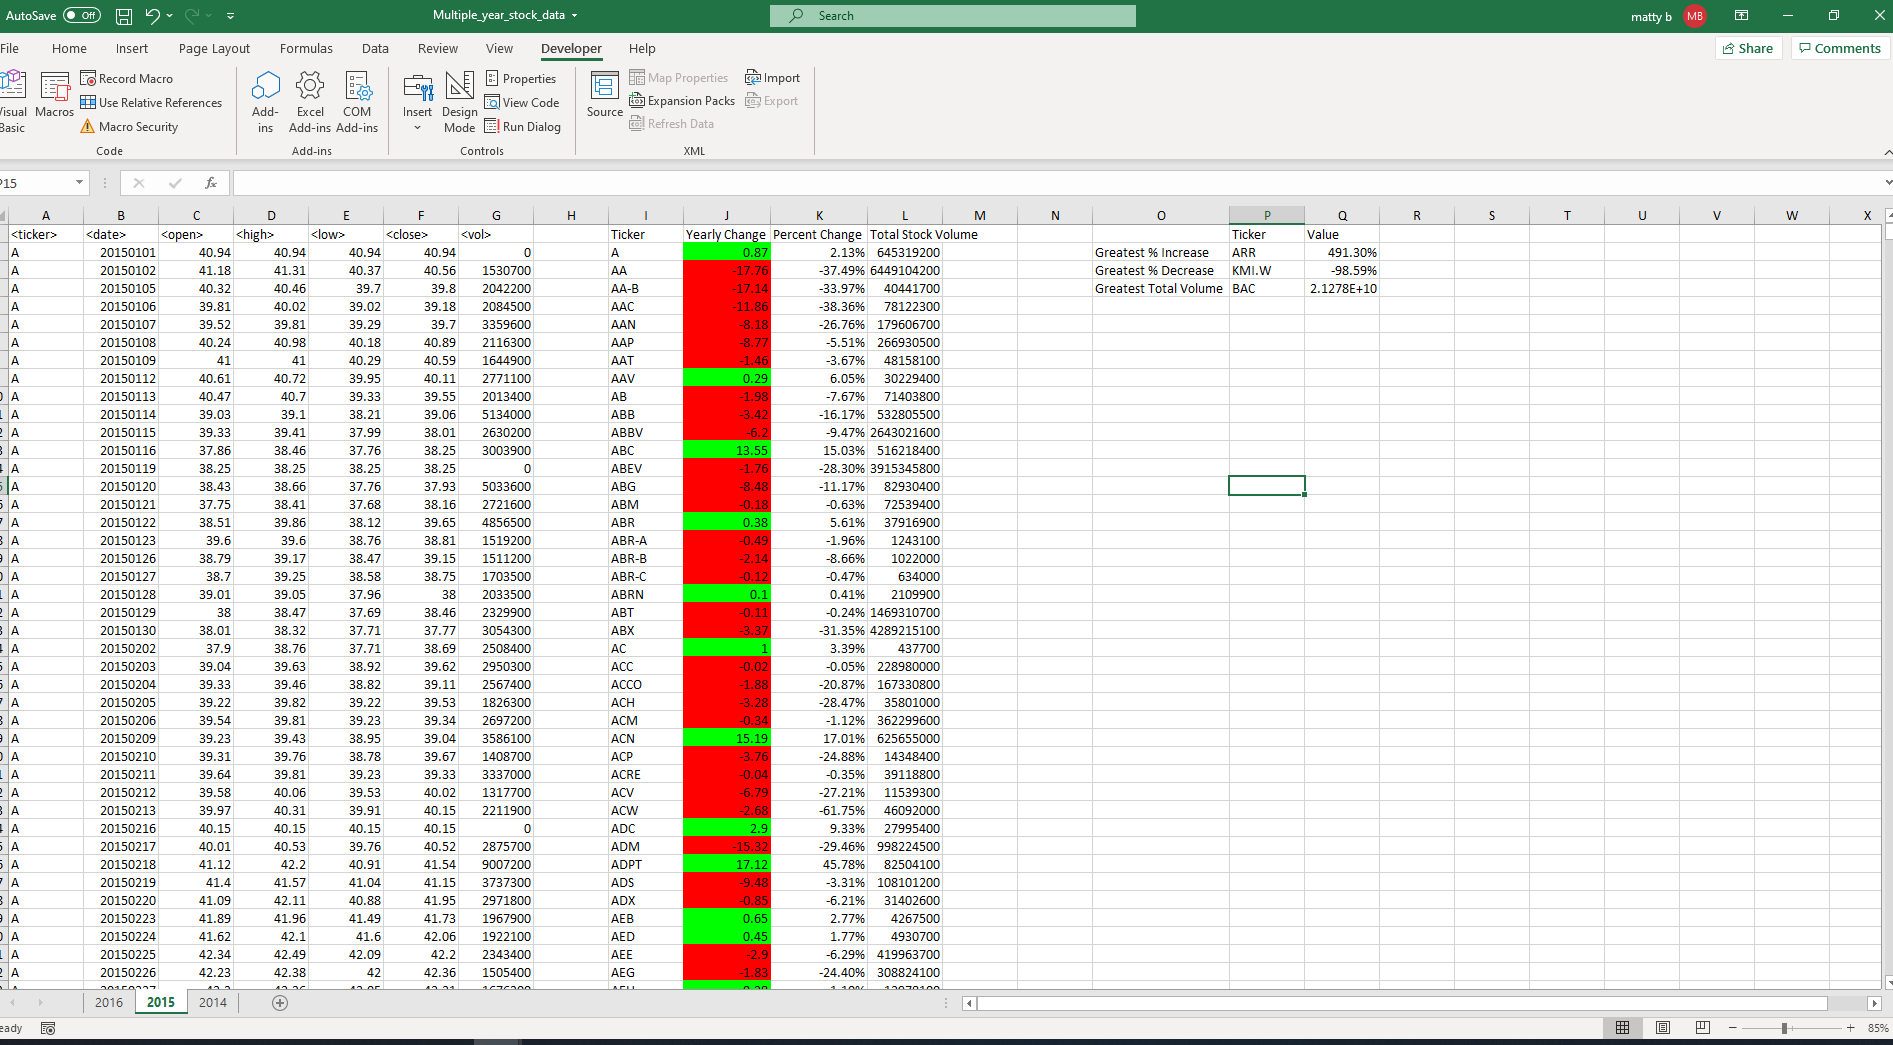 AutoSave Off Multiple_year_stock_data Search matty b MB
File Home Insert Page Layout Formulas Data Review View Developer Help Share Comments
Visual Basic Macros Record Macro Use Relative References Macro Security Code
Add-ins Excel Add-ins COM Add-ins Add-ins
Insert Design Mode Properties View Code Run Dialog Controls
Source Map Properties Expansion Packs Refresh Data Import Export XML
P15 fx
A B C D E F G H I J K L M N O P Q R S T U V W X
<ticker> <date> <open> <high> <low> <close> <vol> Ticker Yearly Change Percent Change Total Stock Volume Ticker Value
A 20150101 40.94 40.94 40.94 40.94 0 A 0.87 2.13% 645319200 Greatest % Increase ARR 491.30%
A 20150102 41.18 41.31 40.37 40.56 1530700 AA -17.76 -37.49% 6449104200 Greatest % Decrease KMI.W -98.59%
A 20150105 40.32 40.46 39.7 39.8 2042200 AA-B -17.14 -33.97% 40441700 Greatest Total Volume BAC 2.1278E+10
A 20150106 39.81 40.02 39.02 39.18 2084500 AAC -11.86 -38.36% 78122300
A 20150107 39.52 39.81 39.29 39.7 3359600 AAN -8.18 -26.76% 179606700
A 20150108 40.24 40.98 40.18 40.89 2116300 AAP -8.77 -5.51% 266930500
A 20150109 41 41 40.29 40.59 1644900 AAT -1.46 -3.67% 48158100
A 20150112 40.61 40.72 39.95 40.11 2771100 AAV 0.29 6.05% 30229400
A 20150113 40.47 40.7 39.33 39.55 2013400 AB -1.98 -7.67% 71403800
A 20150114 39.03 39.1 38.21 39.06 5134000 ABB -3.42 -16.17% 532805500
A 20150115 39.33 39.41 37.99 38.01 2630200 ABBV -6.2 -9.47% 2643021600
A 20150116 37.86 38.46 37.76 38.25 3003900 ABC 13.55 15.03% 516218400
A 20150119 38.25 38.25 38.25 38.25 0 ABEV -1.76 -28.30% 3915345800
A 20150120 38.43 38.66 37.76 37.93 5033600 ABG -8.48 -11.17% 82930400
A 20150121 37.75 38.41 37.68 38.16 2721600 ABM -0.18 -0.63% 72539400
A 20150122 38.51 39.86 38.12 39.65 4856500 ABR 0.38 5.61% 37916900
A 20150123 39.6 39.6 38.76 38.81 1519200 ABR-A -0.49 -1.96% 1243100
A 20150126 38.79 39.17 38.47 39.15 1511200 ABR-B -2.14 -8.66% 1022000
A 20150127 38.7 39.25 38.58 38.75 1703500 ABR-C -0.12 -0.47% 634000
A 20150128 39.01 39.05 37.96 38 2033500 ABRN 0.1 0.41% 2109900
A 20150129 38 38.47 37.69 38.46 2329900 ABT -0.11 -0.24% 1469310700
A 20150130 38.01 38.32 37.71 37.77 3054300 ABX -3.37 -31.35% 4289215100
A 20150202 37.9 38.76 37.71 38.69 2508400 AC 1 3.39% 437700
A 20150203 39.04 39.63 38.92 39.62 2950300 ACC -0.02 -0.05% 228980000
A 20150204 39.33 39.46 38.82 39.11 2567400 ACCO -1.88 -20.87% 167330800
A 20150205 39.22 39.82 39.22 39.53 1826300 ACH -3.28 -28.47% 35801000
A 20150206 39.54 39.81 39.23 39.34 2697200 ACM -0.34 -1.12% 362299600
A 20150209 39.23 39.43 38.95 39.04 3586100 ACN 15.19 17.01% 625655000
A 20150210 39.31 39.76 38.78 39.67 1408700 ACP -3.76 -24.88% 14348400
A 20150211 39.64 39.81 39.23 39.33 3337000 ACRE -0.04 -0.35% 39118800
A 20150212 39.58 40.06 39.53 40.02 1317700 ACV -6.79 -27.21% 11539300
A 20150213 39.97 40.31 39.91 40.15 2211900 ACW -2.68 -61.75% 46092000
A 20150216 40.15 40.15 40.15 40.15 0 ADC 2.9 9.33% 27995400
A 20150217 40.01 40.53 39.76 40.52 2875700 ADM -15.32 -29.46% 998224500
A 20150218 41.12 42.2 40.91 41.54 9007200 ADPT 17.12 45.78% 82504100
A 20150219 41.4 41.57 41.04 41.15 3737300 ADS -9.48 -3.31% 108101200
A 20150220 41.09 42.11 40.88 41.95 2971800 ADX -0.85 -6.21% 31402600
A 20150223 41.89 41.96 41.49 41.73 1967900 AEB 0.65 2.77% 4267500
A 20150224 41.62 42.1 41.6 42.06 1922100 AED 0.45 1.77% 4930700
A 20150225 42.34 42.49 42.09 42.2 2343400 AEE -2.9 -6.29% 419963700
A 20150226 42.23 42.38 42 42.36 1505400 AEG -1.83 -24.40% 308824100
2016 2015 2014
eady 85%